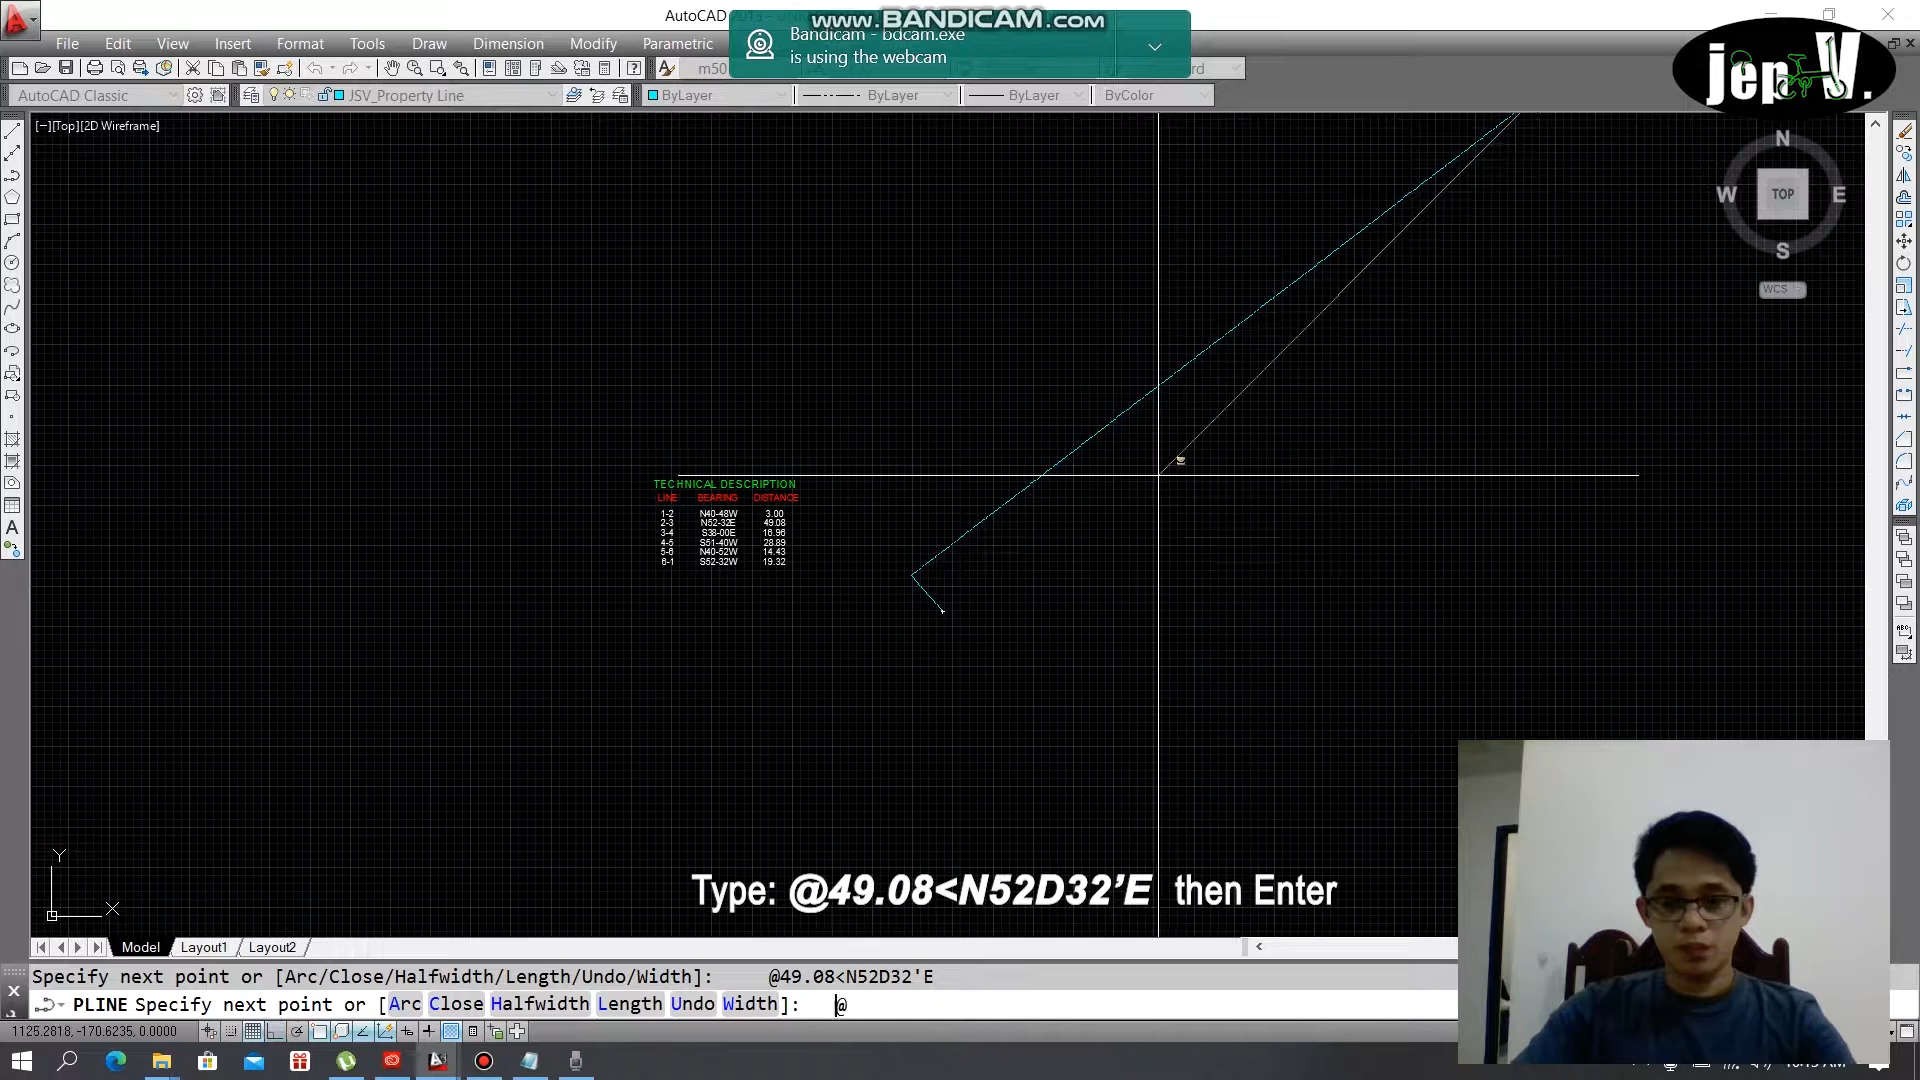 AutoCAD
WWW.BANDICAM.COM
Bandicam - bdcam.exe
is using the webcam
File Edit View Insert Format Tools Draw Dimension Modify Parametric
jepV.
m50
AutoCAD Classic JSV_Property Line ByLayer ByLayer ByLayer ByColor
[−][Top][2D Wireframe]
N
W TOP E
S
WCS
TECHNICAL DESCRIPTION
LINE BEARING DISTANCE
1-2 N40-48W 3.00
2-3 N52-32E 49.08
3-4 S38-00E 16.96
4-5 S51-40W 28.89
5-6 N40-52W 14.43
6-1 S52-32W 19.32
Y
X
Type: @49.08<N52D32’E then Enter
Model Layout1 Layout2
Specify next point or [Arc/Close/Halfwidth/Length/Undo/Width]: @49.08<N52D32'E
PLINE Specify next point or [Arc Close Halfwidth Length Undo Width]: @
1125.2818, -170.6235, 0.0000